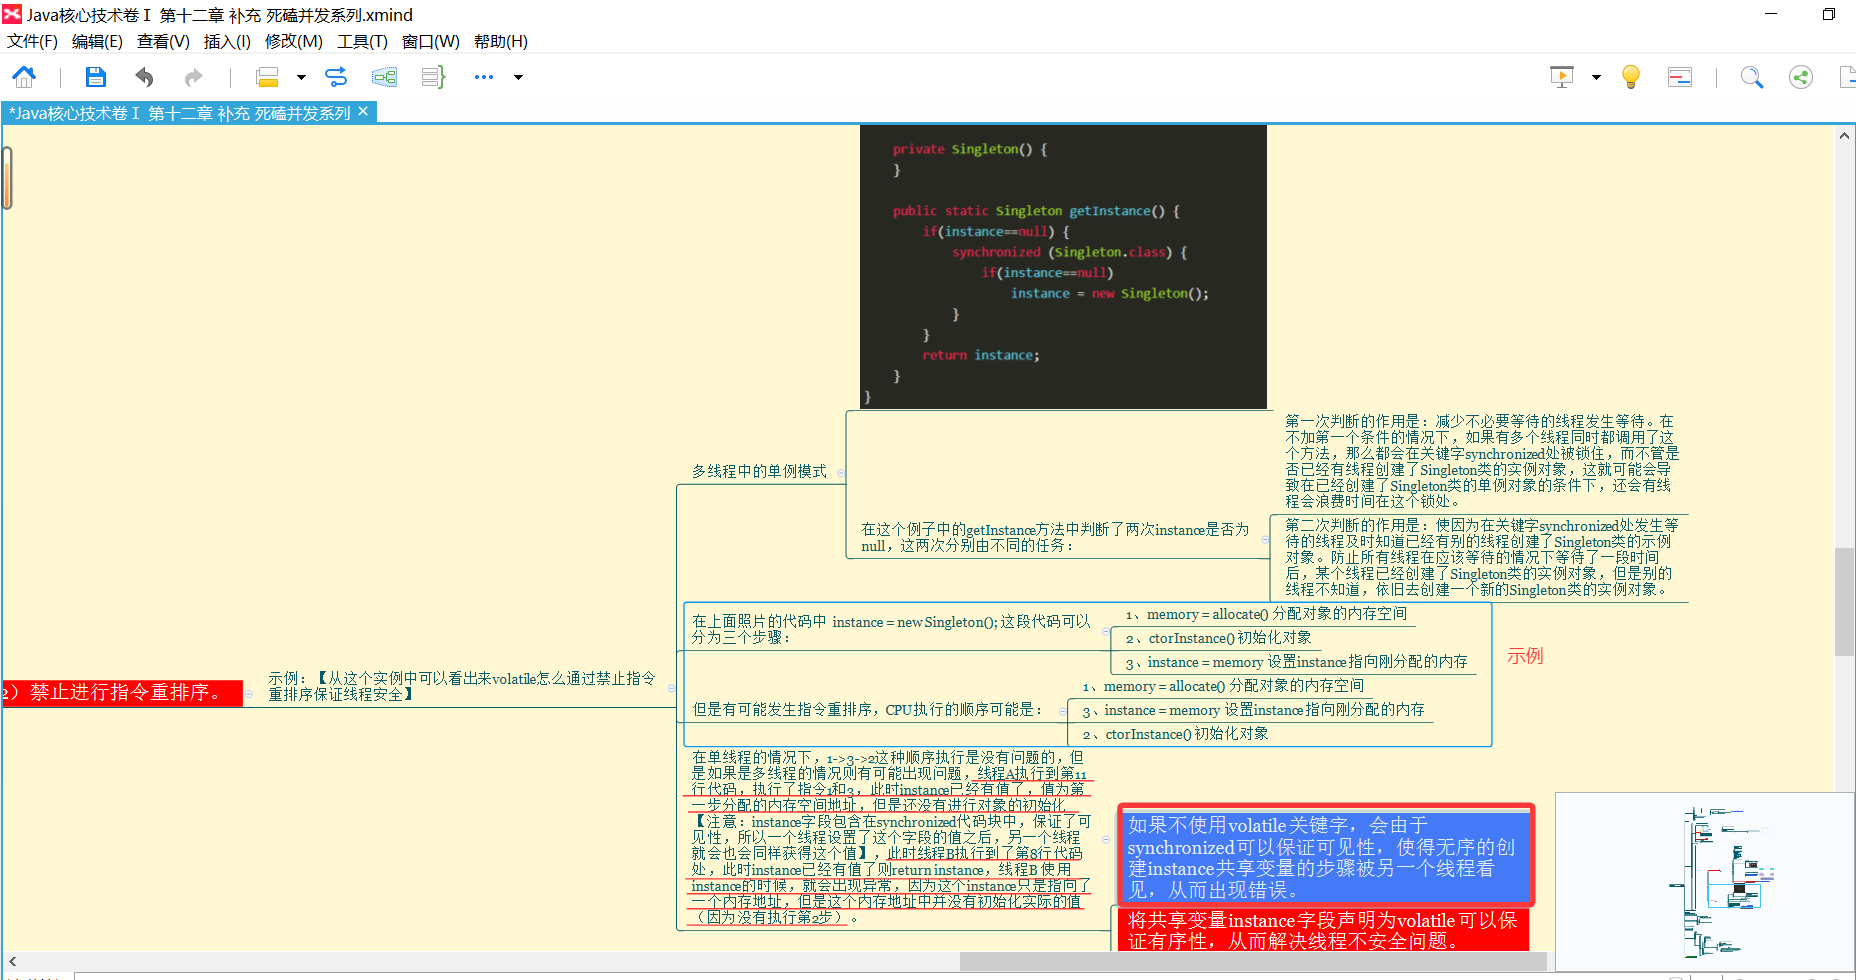 Java核心技术卷Ⅰ 第十二章 补充 死磕并发系列.xmind
文件(F) 编辑(E) 查看(V) 插入(I) 修改(M) 工具(T) 窗口(W) 帮助(H)
*Java核心技术卷Ⅰ 第十二章 补充 死磕并发系列
private Singleton() {
}
public static Singleton getInstance() {
if(instance==null) {
synchronized (Singleton.class) {
if(instance==null)
instance = new Singleton();
}
}
return instance;
}
}
多线程中的单例模式
第一次判断的作用是：减少不必要等待的线程发生等待。在
不加第一个条件的情况下，如果有多个线程同时都调用了这
个方法，那么都会在关键字synchronized处被锁住，而不管是
否已经有线程创建了Singleton类的实例对象，这就可能会导
致在已经创建了Singleton类的单例对象的条件下，还会有线
程会浪费时间在这个锁处。
在这个例子中的getInstance方法中判断了两次instance是否为
null，这两次分别由不同的任务：
第二次判断的作用是：使因为在关键字synchronized处发生等
待的线程及时知道已经有别的线程创建了Singleton类的示例
对象。防止所有线程在应该等待的情况下等待了一段时间
后，某个线程已经创建了Singleton类的实例对象，但是别的
线程不知道，依旧去创建一个新的Singleton类的实例对象。
在上面照片的代码中 instance = new Singleton(); 这段代码可以
分为三个步骤：
1、memory = allocate() 分配对象的内存空间
2、ctorInstance() 初始化对象
3、instance = memory 设置instance指向刚分配的内存
示例
2）禁止进行指令重排序。
示例：【从这个实例中可以看出来volatile怎么通过禁止指令
重排序保证线程安全】
但是有可能发生指令重排序，CPU执行的顺序可能是：
1、memory = allocate() 分配对象的内存空间
3、instance = memory 设置instance指向刚分配的内存
2、ctorInstance() 初始化对象
在单线程的情况下，1->3->2这种顺序执行是没有问题的，但
是如果是多线程的情况则有可能出现问题，线程A执行到第11
行代码，执行了指令1和3，此时instance已经有值了，值为第
一步分配的内存空间地址，但是还没有进行对象的初始化
【注意：instance字段包含在synchronized代码块中，保证了可
见性，所以一个线程设置了这个字段的值之后，另一个线程
就会也会同样获得这个值】，此时线程B执行到了第8行代码
处，此时instance已经有值了则return instance，线程B 使用
instance的时候，就会出现异常，因为这个instance只是指向了
一个内存地址，但是这个内存地址中并没有初始化实际的值
（因为没有执行第2步）。
如果不使用volatile关键字，会由于
synchronized可以保证可见性，使得无序的创
建instance共享变量的步骤被另一个线程看
见，从而出现错误。
将共享变量instance字段声明为volatile可以保
证有序性，从而解决线程不安全问题。